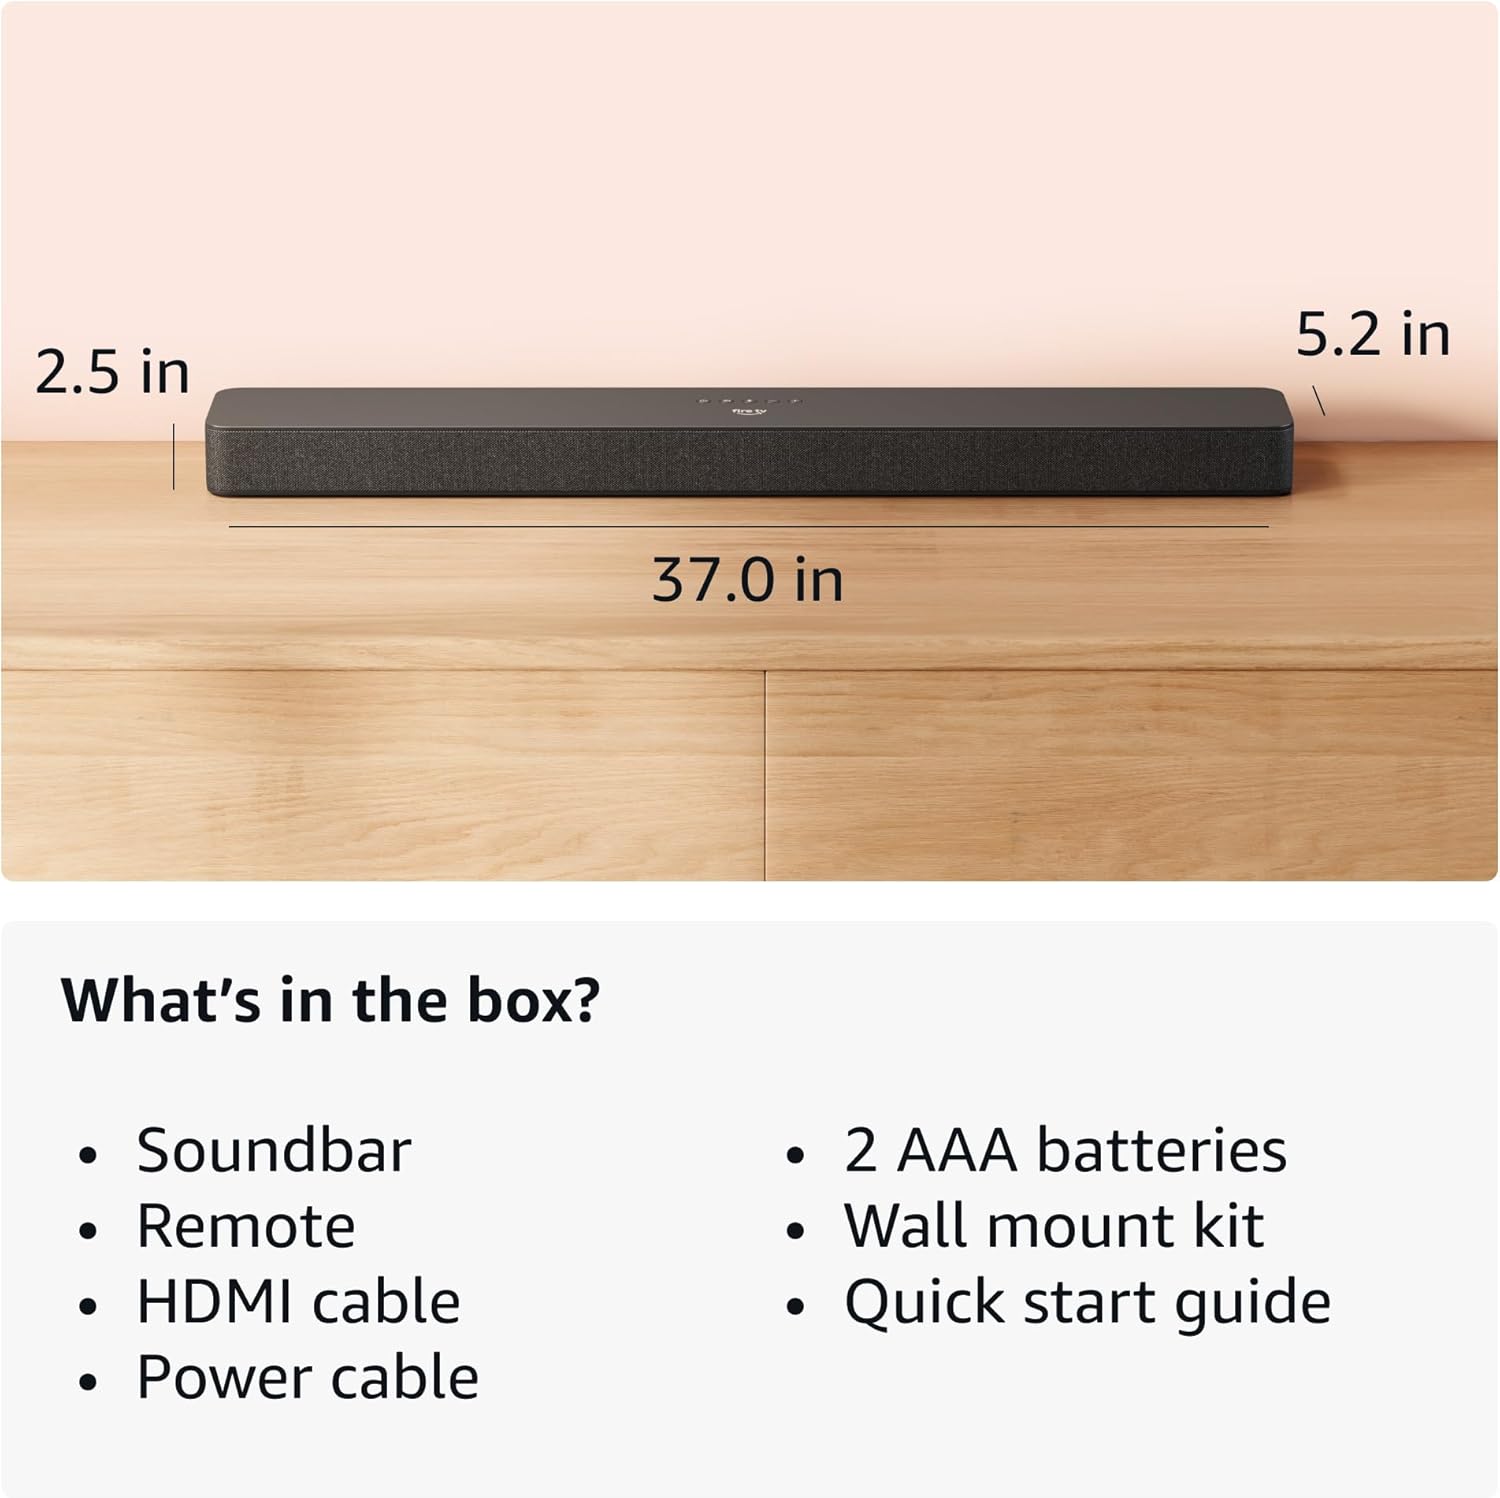 5.2 in
2.5 in
fire tv
37.0 in
What's in the box?
• Soundbar
• Remote
• HDMI cable
• Power cable
• 2 AAA batteries
• Wall mount kit
• Quick start guide